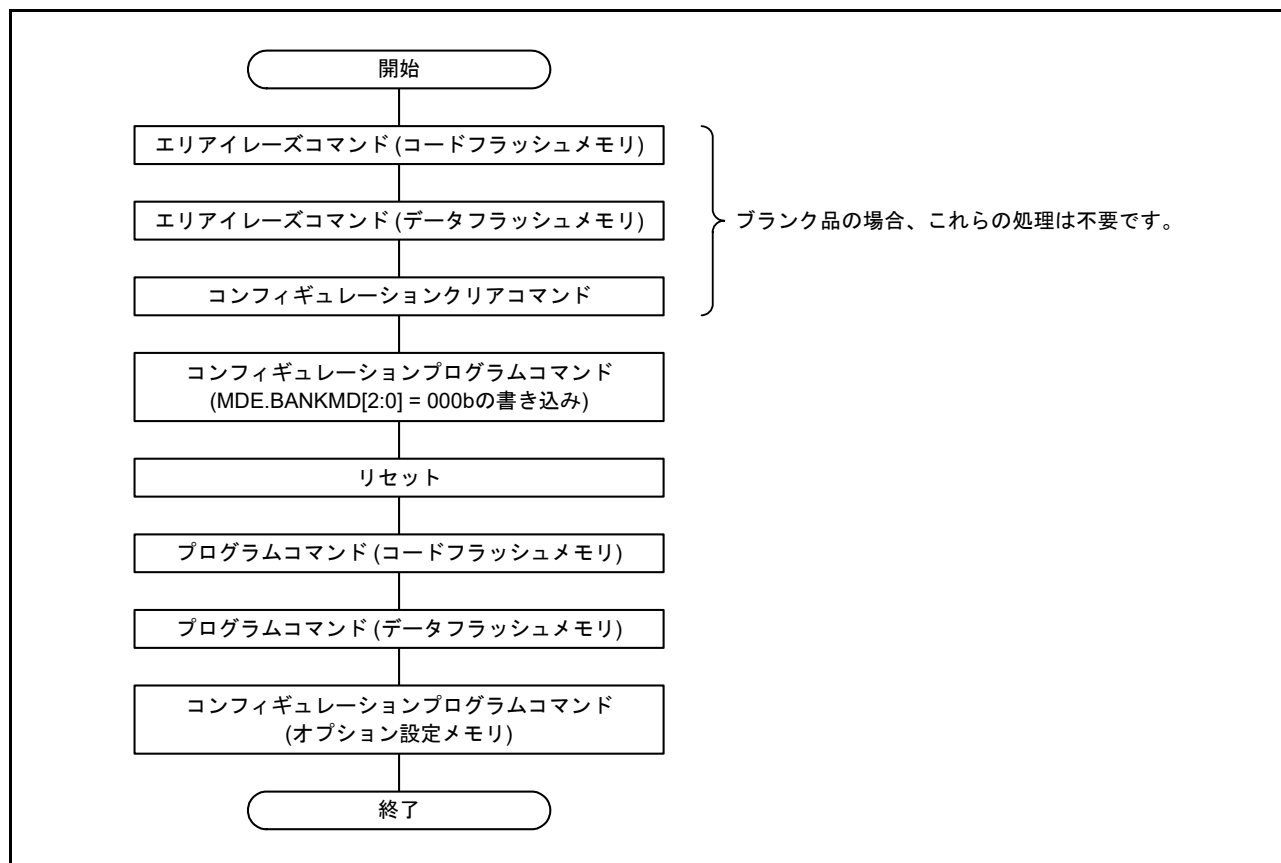 開始
エリアイレーズコマンド (コードフラッシュメモリ)
エリアイレーズコマンド (データフラッシュメモリ)
ブランク品の場合、これらの処理は不要です。
コンフィギュレーションクリアコマンド
コンフィギュレーションプログラムコマンド
(MDE.BANKMD[2:0] = 000bの書き込み)
リセット
プログラムコマンド (コードフラッシュメモリ)
プログラムコマンド (データフラッシュメモリ)
コンフィギュレーションプログラムコマンド
(オプション設定メモリ)
終了